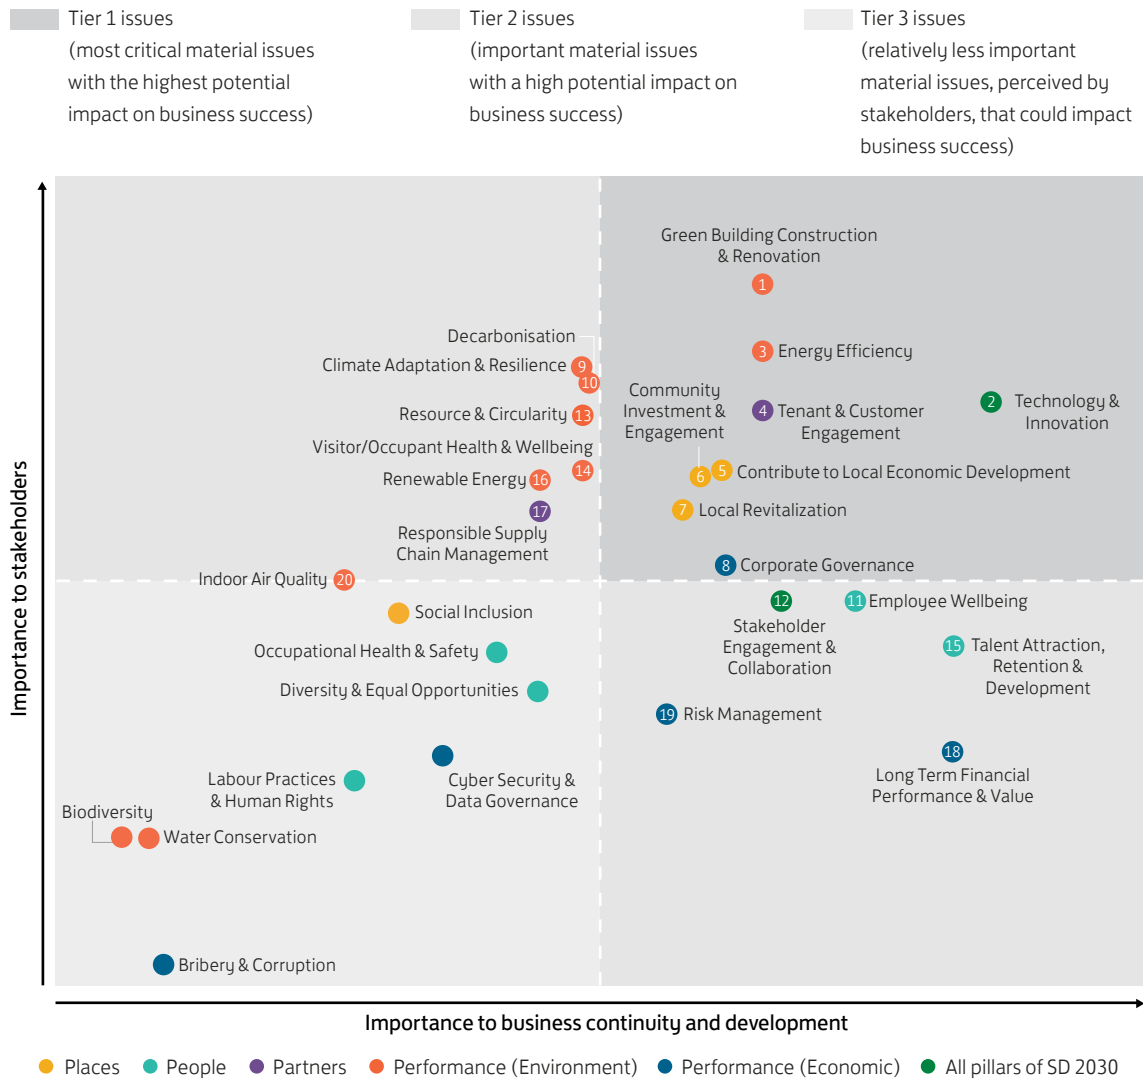 Tier 1 issues
(most critical material issues
with the highest potential
impact on business success)
Tier 2 issues
(important material issues
with a high potential impact on
business success)
Tier 3 issues
(relatively less important
material issues, perceived by
stakeholders, that could impact
business success)
Importance to stakeholders
Green Building Construction
& Renovation
1
Decarbonisation
Climate Adaptation & Resilience
9
10
3
Energy Efficiency
Community
Investment &
Engagement
2
Technology &
Innovation
Resource & Circularity
13
4
Tenant & Customer
Engagement
Visitor/Occupant Health & Wellbeing
14
6
5
Contribute to Local Economic Development
Renewable Energy
16
17
Responsible Supply
Chain Management
7
Local Revitalization
8
Corporate Governance
Indoor Air Quality
20
Social Inclusion
12
Stakeholder
Engagement &
Collaboration
11
Employee Wellbeing
Occupational Health & Safety
15
Talent Attraction,
Retention &
Development
Diversity & Equal Opportunities
19
Risk Management
18
Long Term Financial
Performance & Value
Labour Practices
& Human Rights
Cyber Security &
Data Governance
Biodiversity
Water Conservation
Bribery & Corruption
Importance to business continuity and development
Places
People
Partners
Performance (Environment)
Performance (Economic)
All pillars of SD 2030